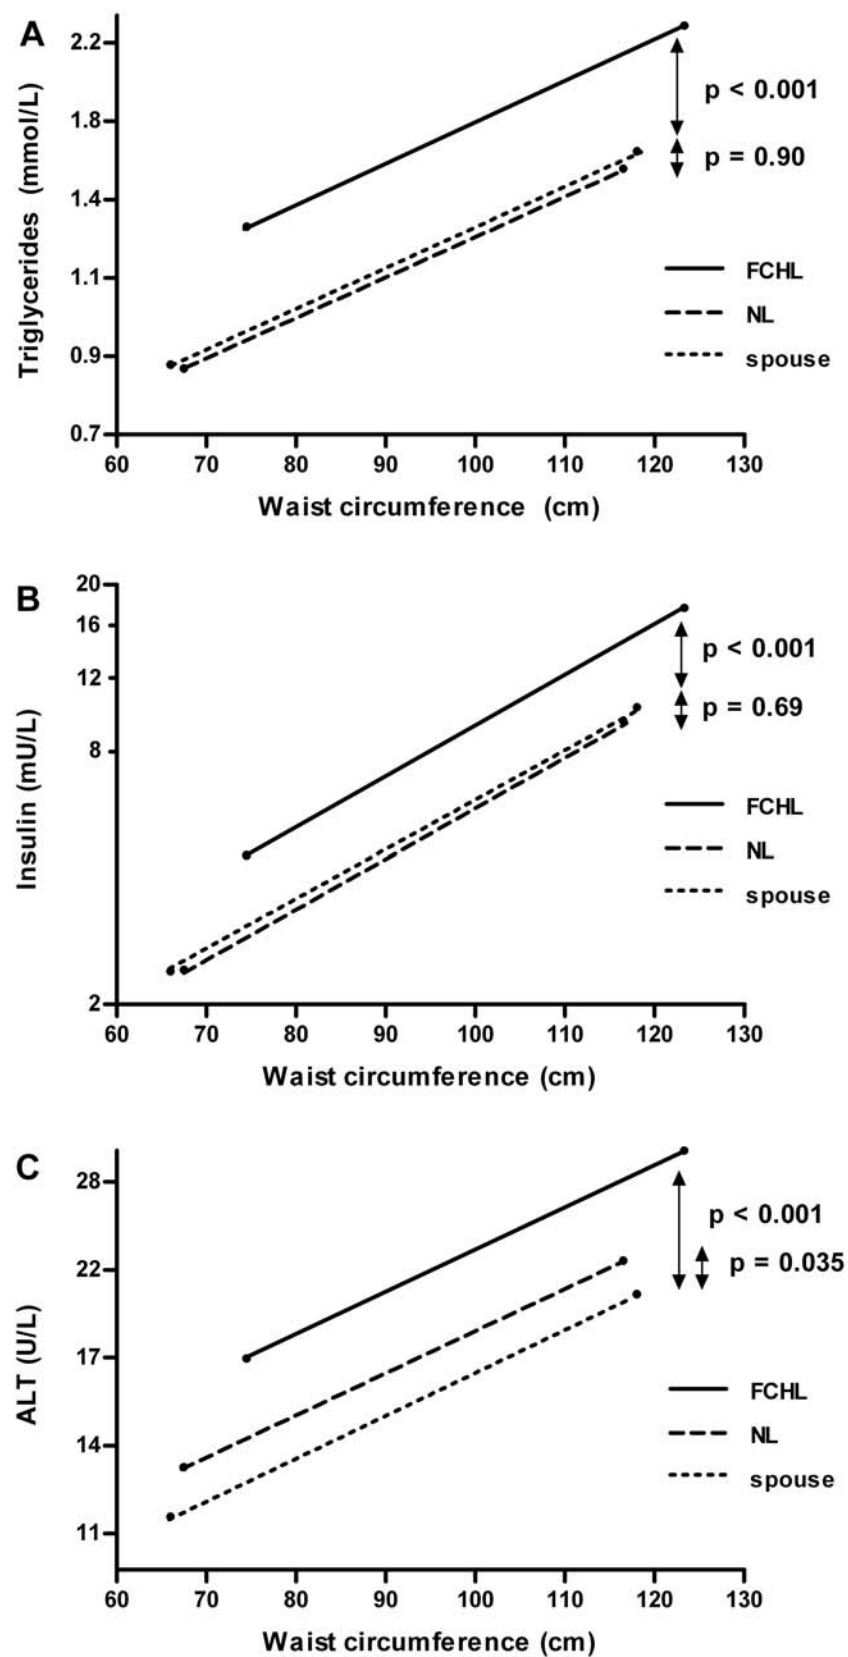 A
Triglycerides (mmol/L)
2.2
1.8
1.4
1.1
0.9
0.7
p < 0.001
p = 0.90
FCHL
NL
spouse
60 70 80 90 100 110 120 130
Waist circumference (cm)
B
Insulin (mU/L)
20
16
12
8
2
p < 0.001
p = 0.69
FCHL
NL
spouse
60 70 80 90 100 110 120 130
Waist circumference (cm)
C
ALT (U/L)
28
22
17
14
11
p < 0.001
p = 0.035
FCHL
NL
spouse
60 70 80 90 100 110 120 130
Waist circumference (cm)